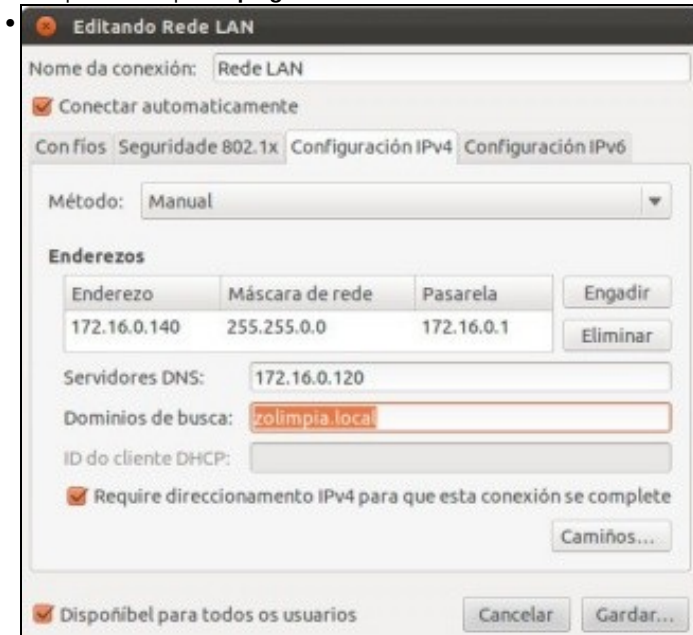 Editando Rede LAN
Nome da conexión: Rede LAN
Conectar automaticamente
Con fíos Seguridade 802.1x Configuración IPv4 Configuración IPv6
Método: Manual
Enderezos
Enderezo Máscara de rede Pasarela Engadir
172.16.0.140 255.255.0.0 172.16.0.1 Eliminar
Servidores DNS: 172.16.0.120
Dominios de busca: zolimpia.local
ID do cliente DHCP:
Require direccionamento IPv4 para que esta conexión se complete
Camiños...
Dispoñíbel para todos os usuarios Cancelar Gardar...